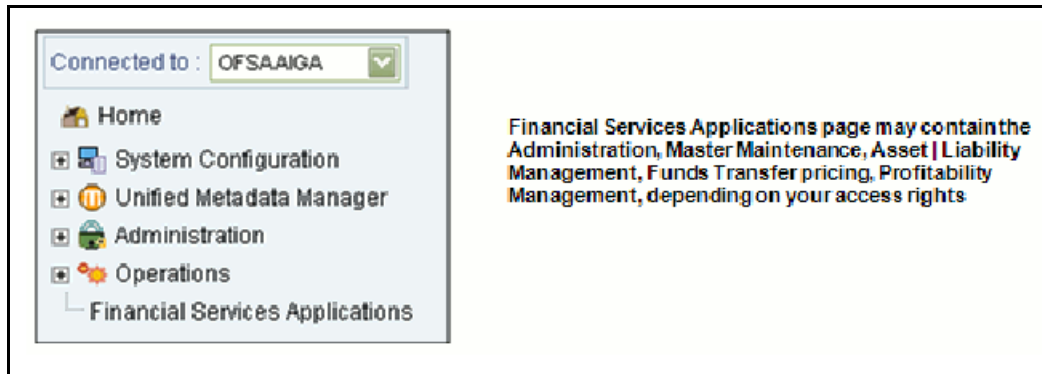 Connected to : OFSAAIGA
Home
System Configuration
Unified Metadata Manager
Administration
Operations
Financial Services Applications
Financial Services Applications page may contain the
Administration, Master Maintenance, Asset | Liability
Management, Funds Transfer pricing, Profitability
Management, depending on your access rights